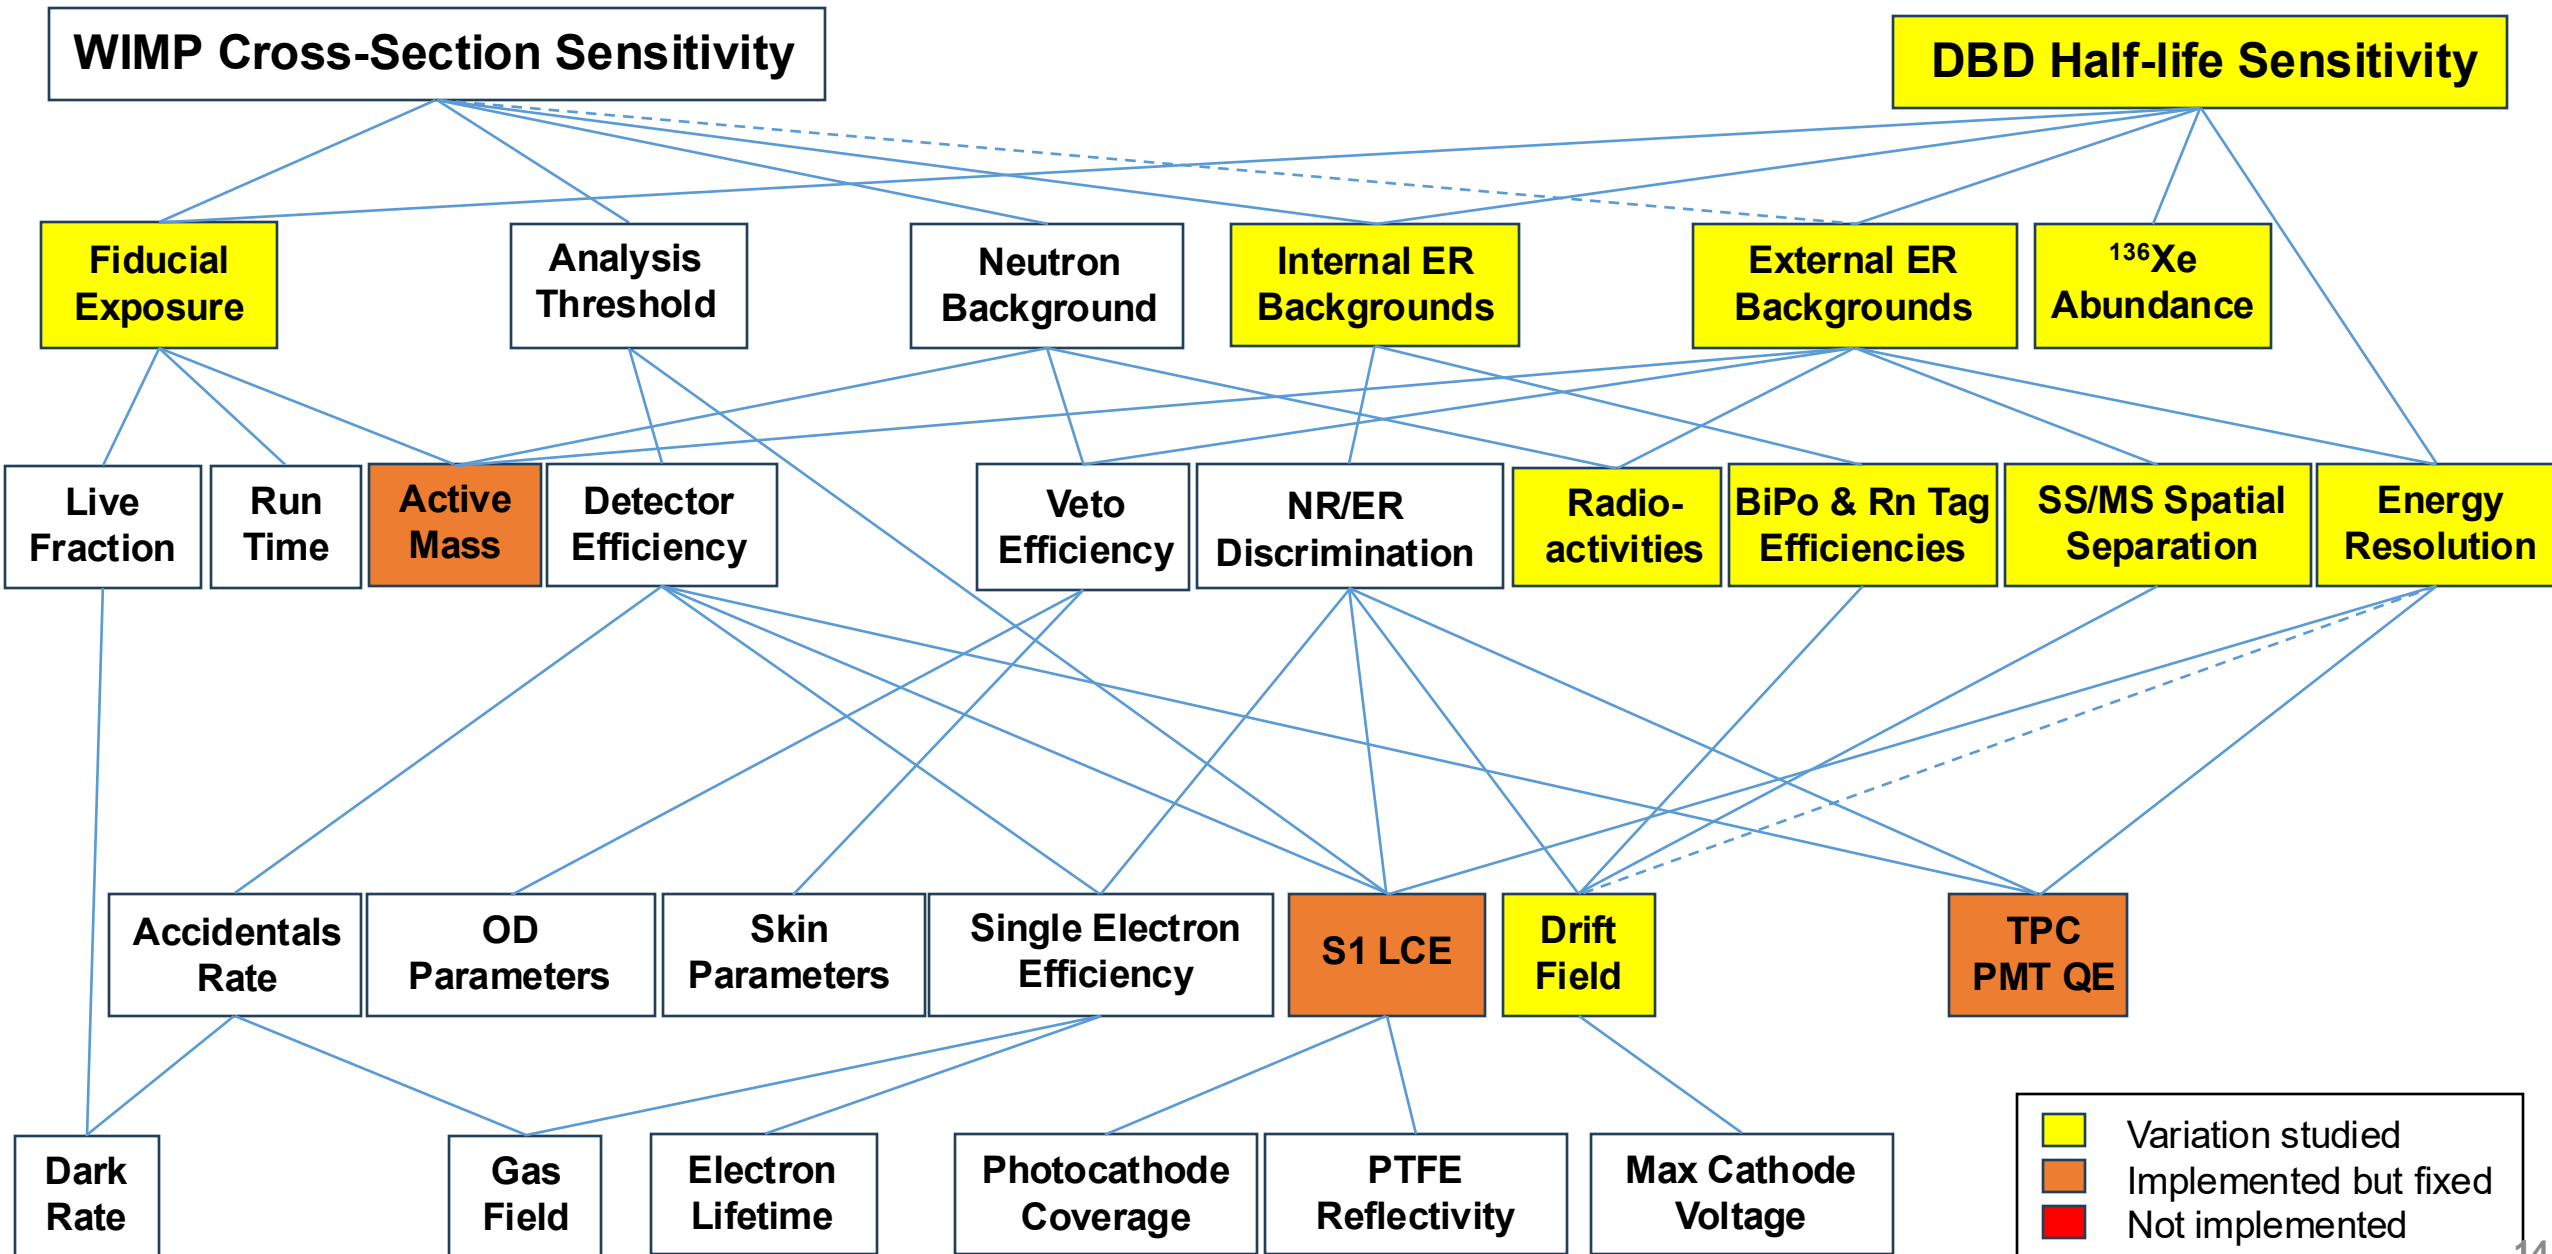 WIMP Cross-Section Sensitivity
DBD Half-life Sensitivity
Fiducial
Exposure
Analysis
Threshold
Neutron
Background
Internal ER
Backgrounds
External ER
Backgrounds
¹³⁶Xe
Abundance
Live
Fraction
Run
Time
Active
Mass
Detector
Efficiency
Veto
Efficiency
NR/ER
Discrimination
Radio-
activities
BiPo & Rn Tag
Efficiencies
SS/MS Spatial
Separation
Energy
Resolution
Accidentals
Rate
OD
Parameters
Skin
Parameters
Single Electron
Efficiency
S1 LCE
Drift
Field
TPC
PMT QE
Dark
Rate
Gas
Field
Electron
Lifetime
Photocathode
Coverage
PTFE
Reflectivity
Max Cathode
Voltage
Variation studied
Implemented but fixed
Not implemented
14